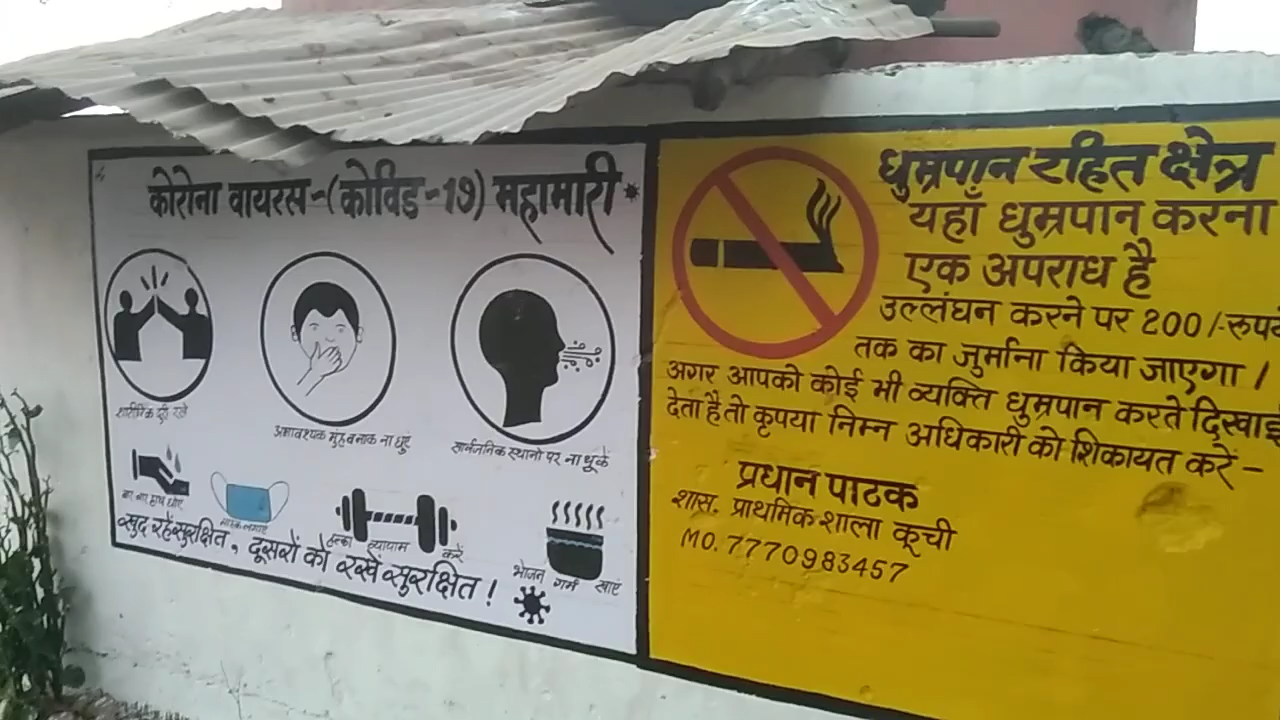 कोरोना वायरस-(कोविड-19) महामारी
शारीरिक दूरी रखे
अनावश्यक मुंह व नाक ना छुएं
सार्वजनिक स्थानों पर ना थूकें
बार बार हाथ धोएं
मास्क लगाएं
हल्का व्यायाम करें
भोजन गर्म खाएं
खुद रहें सुरक्षित, दूसरों को रखें सुरक्षित !
धुम्रपान रहित क्षेत्र
यहाँ धुम्रपान करना
एक अपराध है
उल्लंघन करने पर 200/-रुपये
तक का जुर्माना किया जाएगा /
अगर आपको कोई भी व्यक्ति धुम्रपान करते दिखाई
देता है तो कृपया निम्न अधिकारी को शिकायत करें -
प्रधान पाठक
शास. प्राथमिक शाला कूची
MO. 7770983457